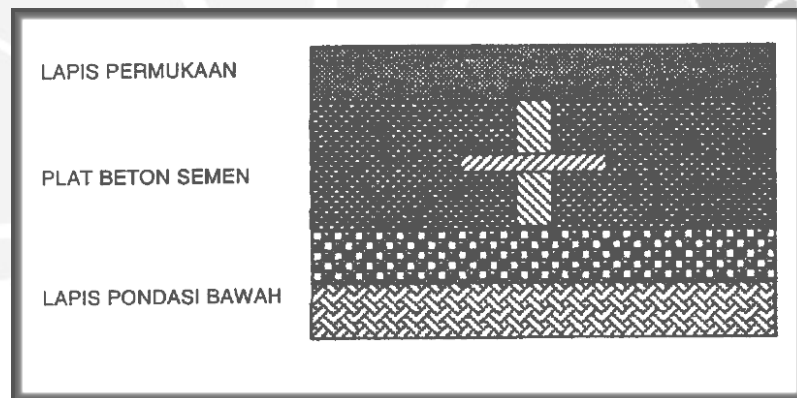 LAPIS PERMUKAAN
PLAT BETON SEMEN
LAPIS PONDASI BAWAH